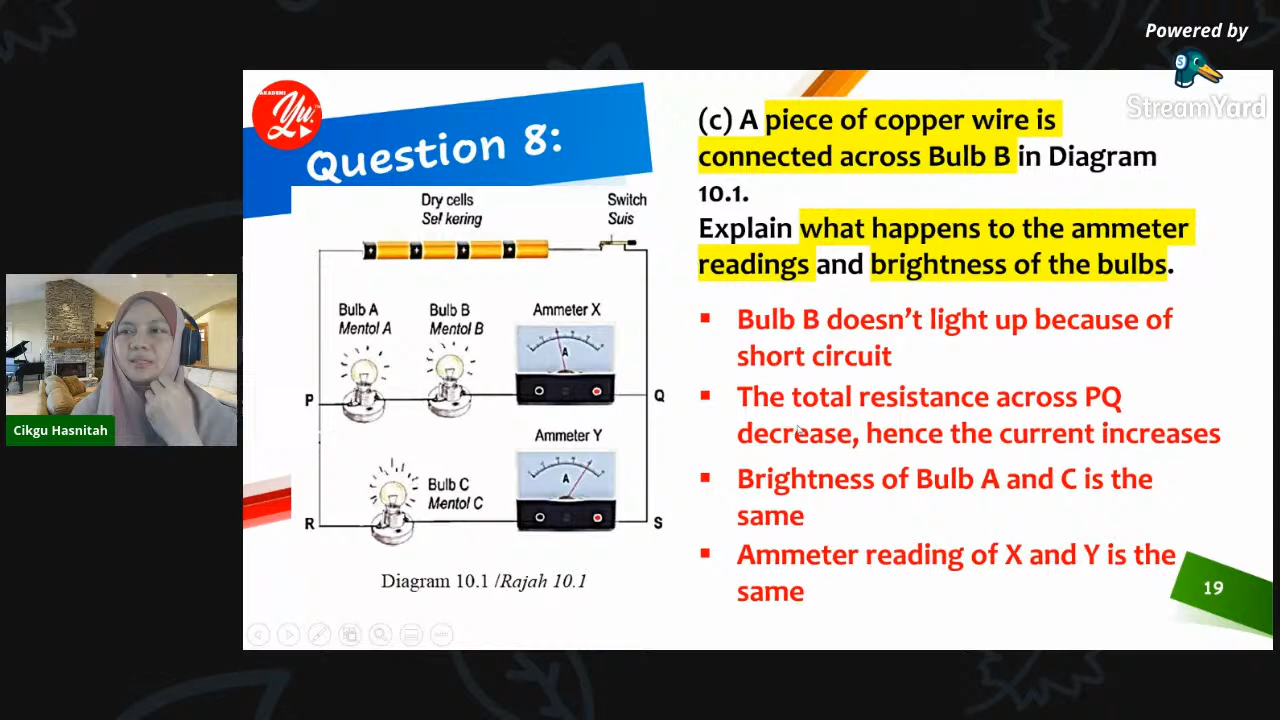 Powered by
StreamYard
AKADEMI
Yu.
Question 8:
Dry cells
Sel kering
Switch
Suis
Bulb A
Mentol A
Bulb B
Mentol B
Ammeter X
A
P
Q
Ammeter Y
A
Bulb C
Mentol C
R
S
Diagram 10.1 /Rajah 10.1
(c) A piece of copper wire is
connected across Bulb B in Diagram
10.1.
Explain what happens to the ammeter
readings and brightness of the bulbs.
▪ Bulb B doesn’t light up because of
short circuit
▪ The total resistance across PQ
decrease, hence the current increases
▪ Brightness of Bulb A and C is the
same
▪ Ammeter reading of X and Y is the
same
19
Cikgu Hasnitah